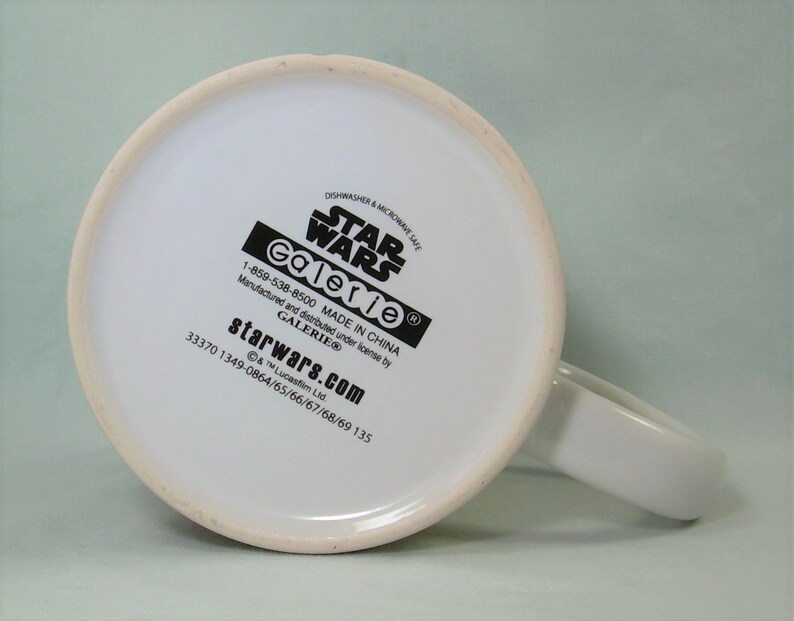 DISHWASHER & MICROWAVE SAFE
STAR
WARS
Galerie®
1-859-538-8500 MADE IN CHINA
Manufactured and distributed under license by
GALERIE®
starwars.com
©& ™ Lucasfilm Ltd.
33370 1349-0864/65/66/67/68/69 135